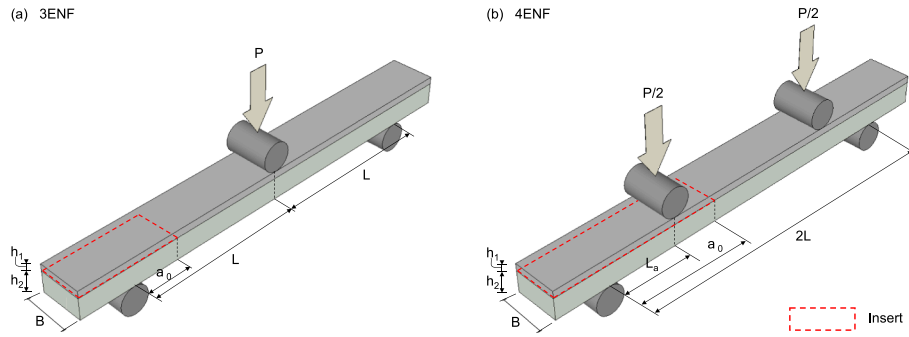 (a) 3ENF
P
L
L
a₀
h₁
h₂
B
(b) 4ENF
P/2
P/2
2L
a₀
Lₐ
h₁
h₂
B
Insert